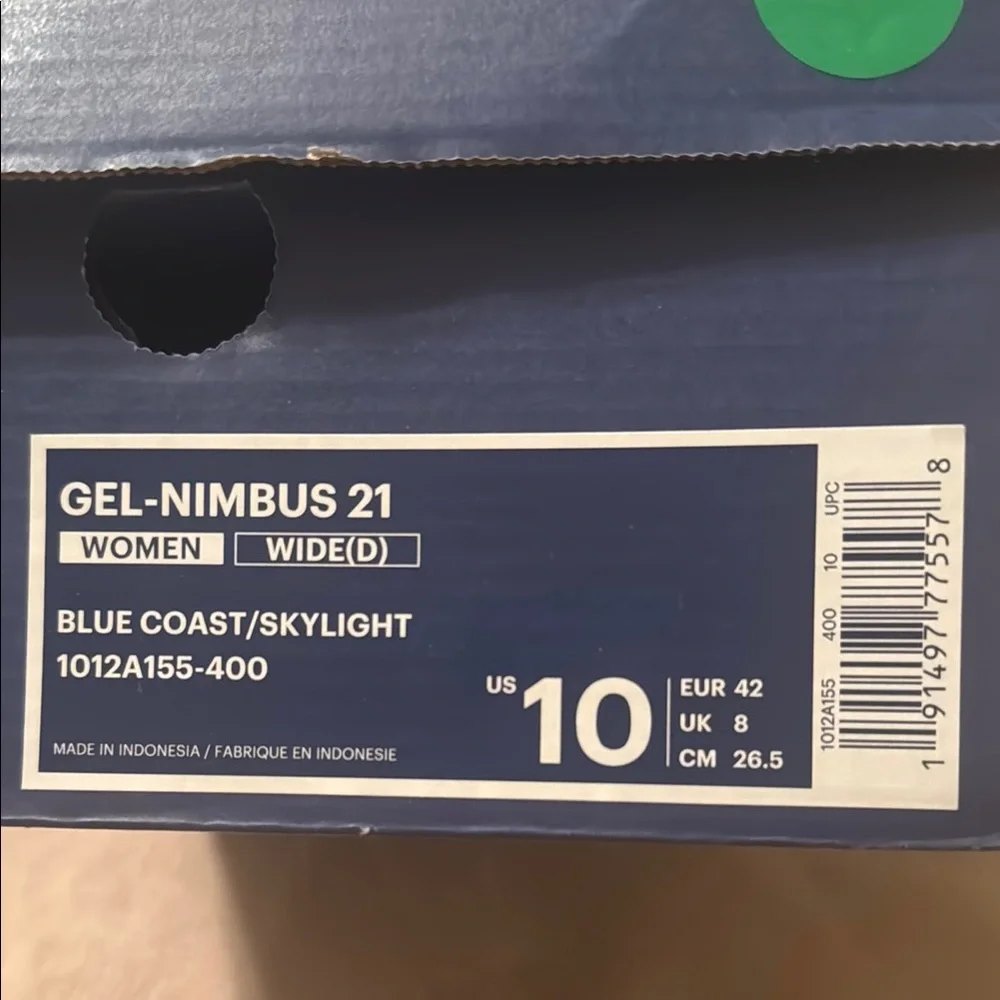 GEL-NIMBUS 21
WOMEN WIDE(D)
BLUE COAST/SKYLIGHT
1012A155-400
US 10
EUR 42
UK 8
CM 26.5
MADE IN INDONESIA / FABRIQUE EN INDONESIE
1012A155 400 10 UPC
1 91497 77557 8